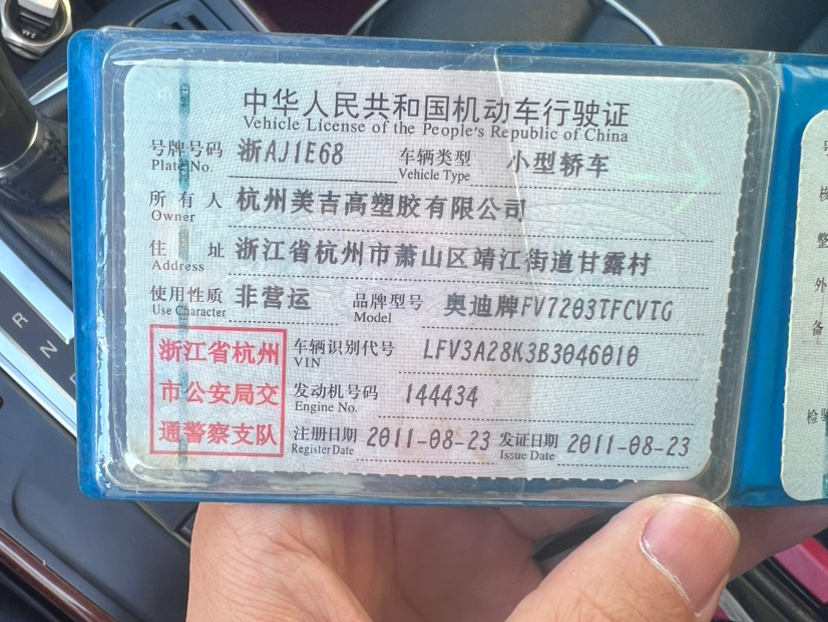 中华人民共和国机动车行驶证
Vehicle License of the People's Republic of China
号牌号码 浙AJ1E68 车辆类型 小型轿车
Plate No. Vehicle Type
所有人 杭州美吉高塑胶有限公司
Owner
住址 浙江省杭州市萧山区靖江街道甘露村
Address
使用性质 非营运 品牌型号 奥迪牌FV7203TFCVTG
Use Character Model
浙江省杭州
市公安局交
通警察支队
车辆识别代号 LFV3A28K3B3046010
VIN
发动机号码 144434
Engine No.
注册日期 2011-08-23 发证日期 2011-08-23
Register Date Issue Date
R
N